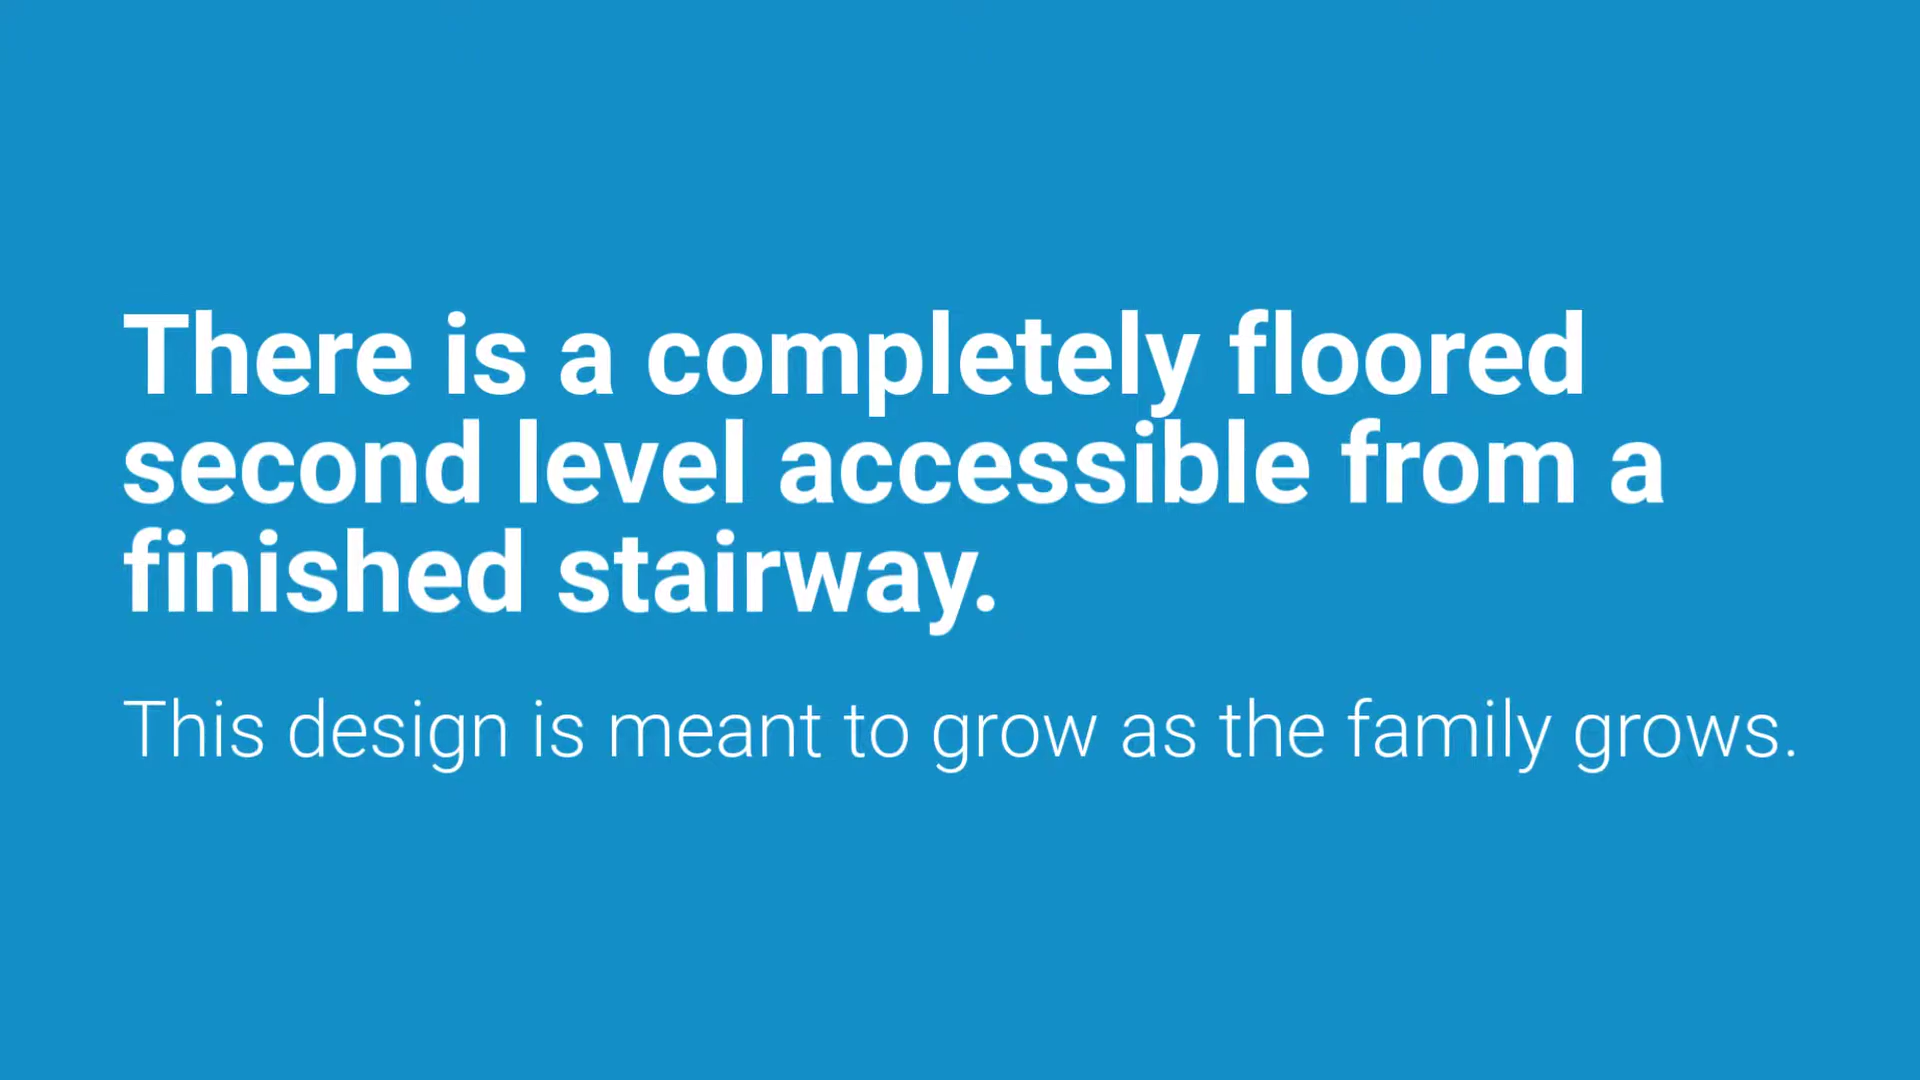 There is a completely floored
second level accessible from a
finished stairway.
This design is meant to grow as the family grows.